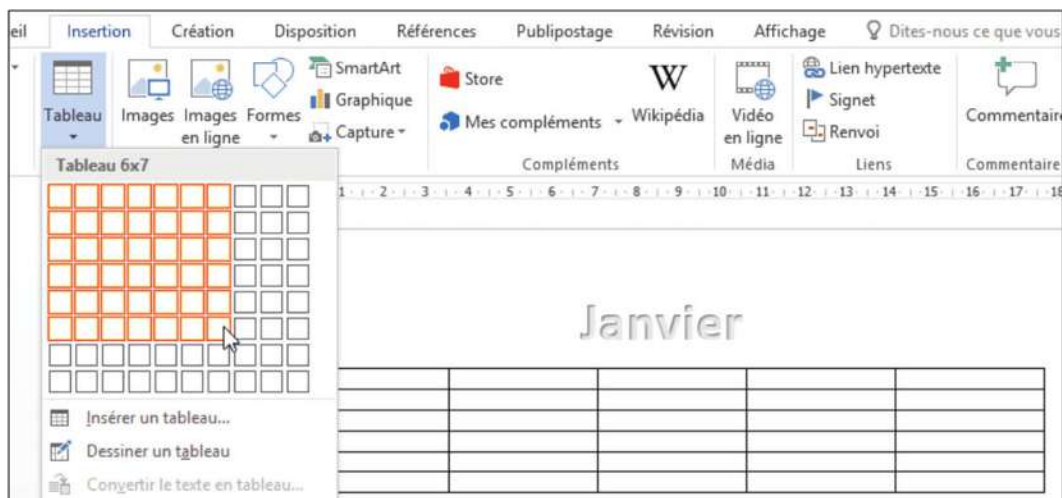 eil Insertion Création Disposition Références Publipostage Révision Affichage Dites-nous ce que vous
Tableau
Images
Images en ligne
Formes
SmartArt
Graphique
Capture
Store
Mes compléments
Wikipédia
Vidéo en ligne
Lien hypertexte
Signet
Renvoi
Commentair
Compléments Média Liens Commentaire
Tableau 6x7
1 2 3 4 5 6 7 8 9 10 11 12 13 14 15 16 17 18
Janvier
Insérer un tableau...
Dessiner un tableau
Convertir le texte en tableau...